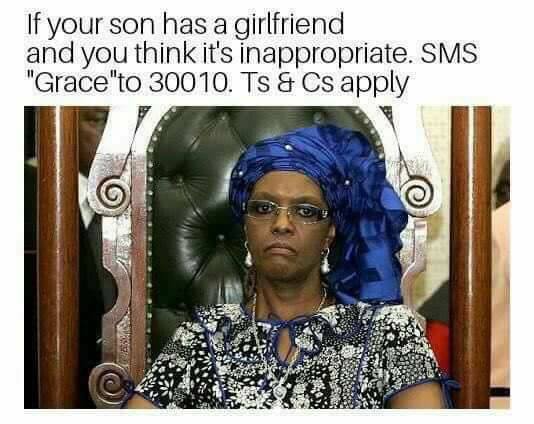 If your son has a girlfriend
and you think it's inappropriate. SMS
"Grace"to 30010. Ts & Cs apply